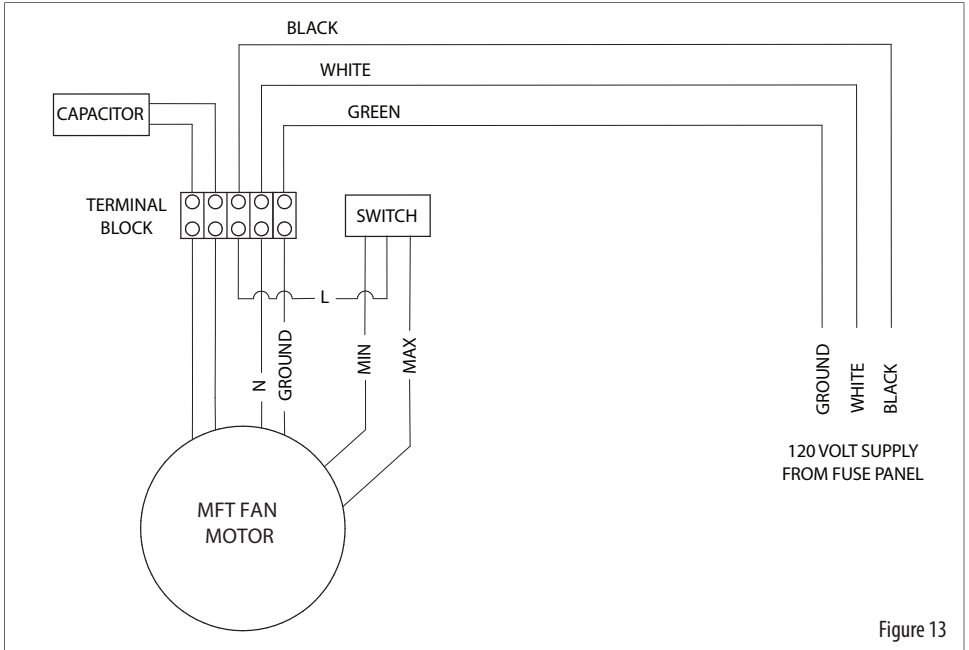 BLACK
WHITE
GREEN
CAPACITOR
TERMINAL
BLOCK
SWITCH
L
N
GROUND
MIN
MAX
MFT FAN
MOTOR
GROUND
WHITE
BLACK
120 VOLT SUPPLY
FROM FUSE PANEL
Figure 13